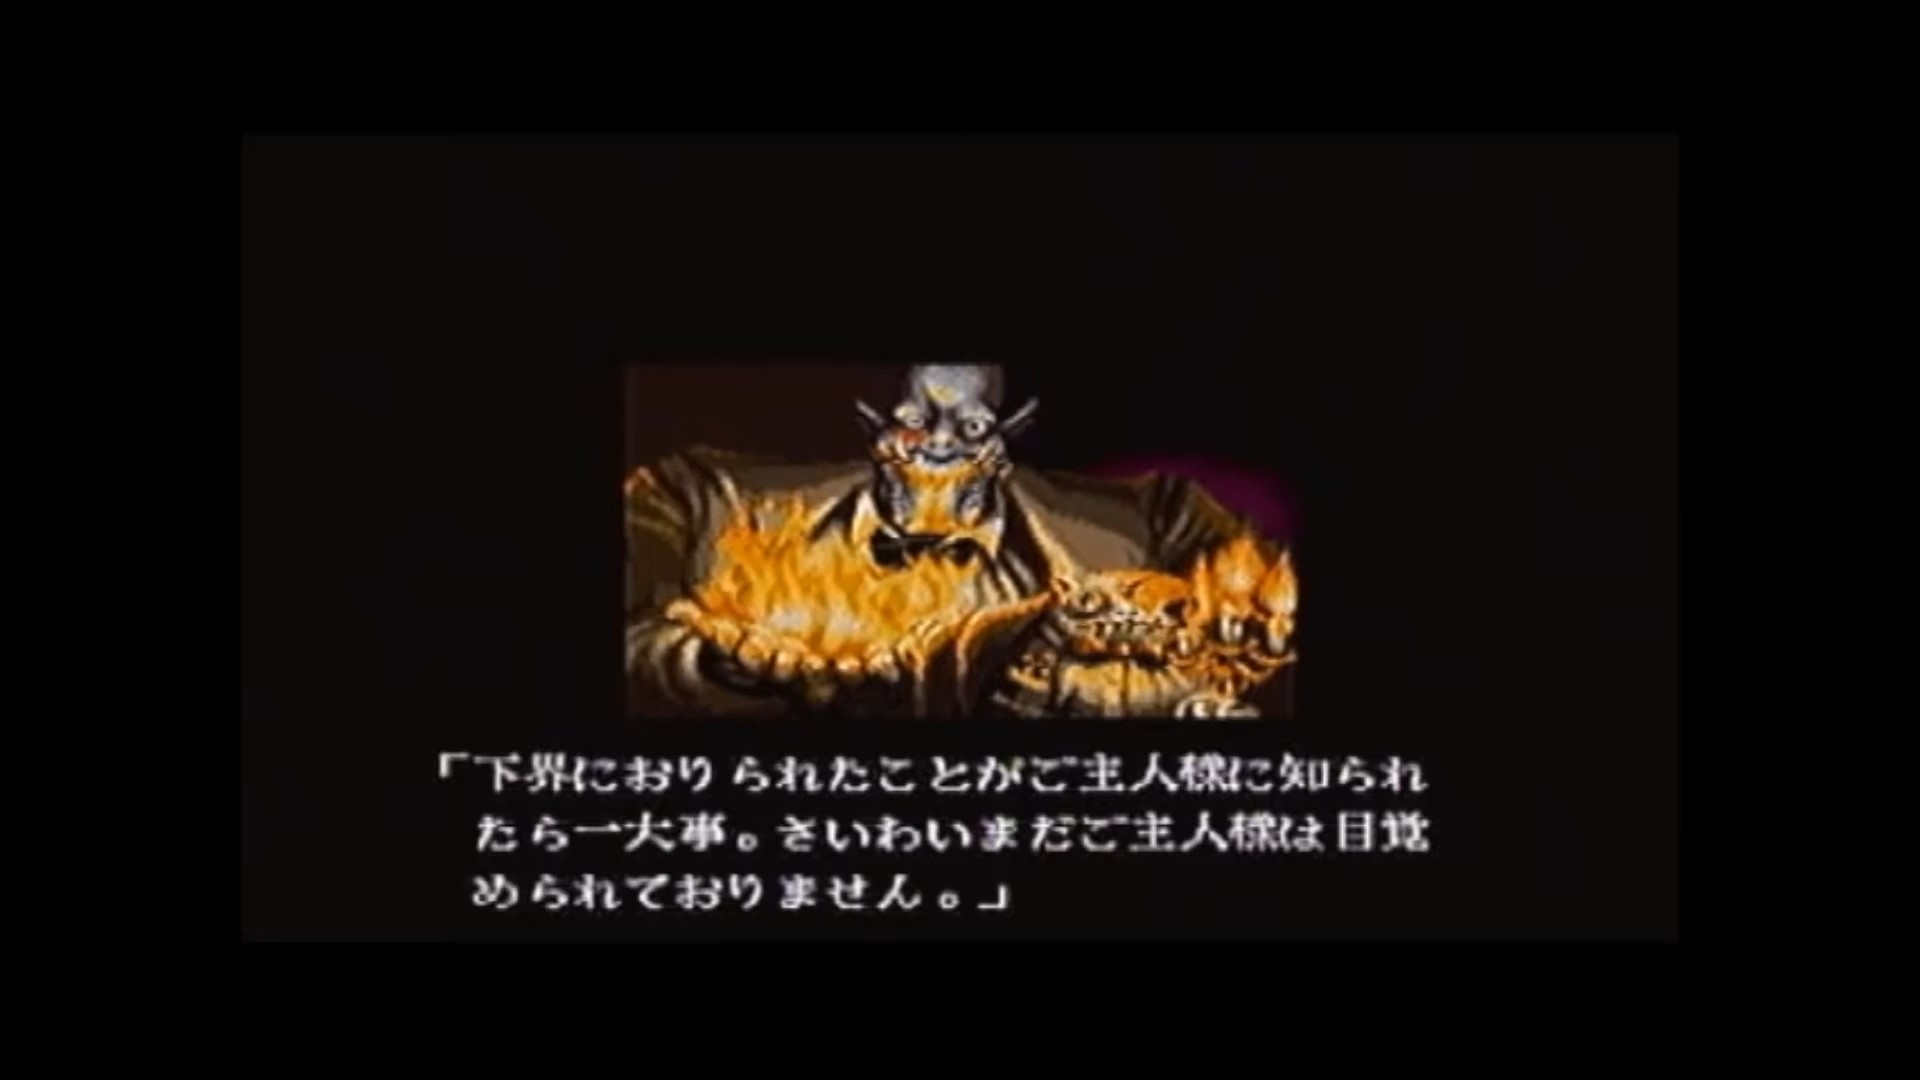 「下界におりられたことがご主人様に知られ
たら一大事。さいわいまだご主人様は目覚
められておりません。」